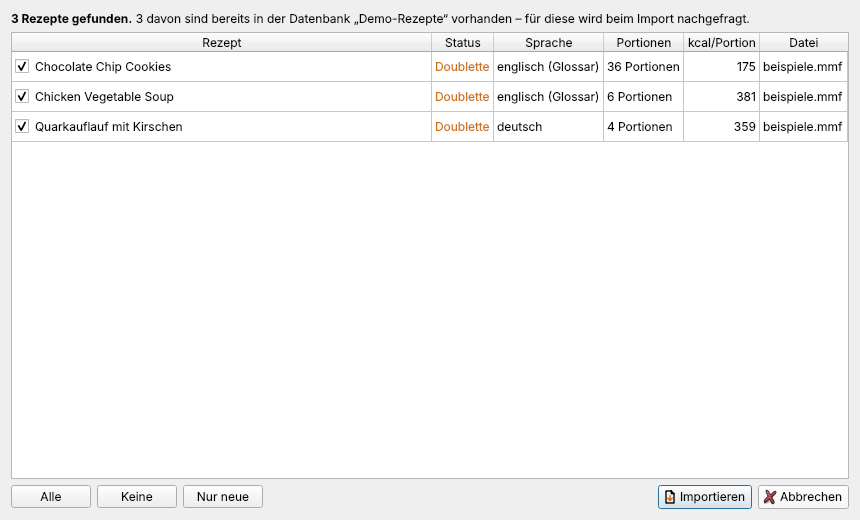 3 Rezepte gefunden. 3 davon sind bereits in der Datenbank „Demo-Rezepte“ vorhanden – für diese wird beim Import nachgefragt.
Rezept Status Sprache Portionen kcal/Portion Datei
Chocolate Chip Cookies Doublette englisch (Glossar) 36 Portionen 175 beispiele.mmf
Chicken Vegetable Soup Doublette englisch (Glossar) 6 Portionen 381 beispiele.mmf
Quarkauflauf mit Kirschen Doublette deutsch 4 Portionen 359 beispiele.mmf
Alle Keine Nur neue Importieren Abbrechen